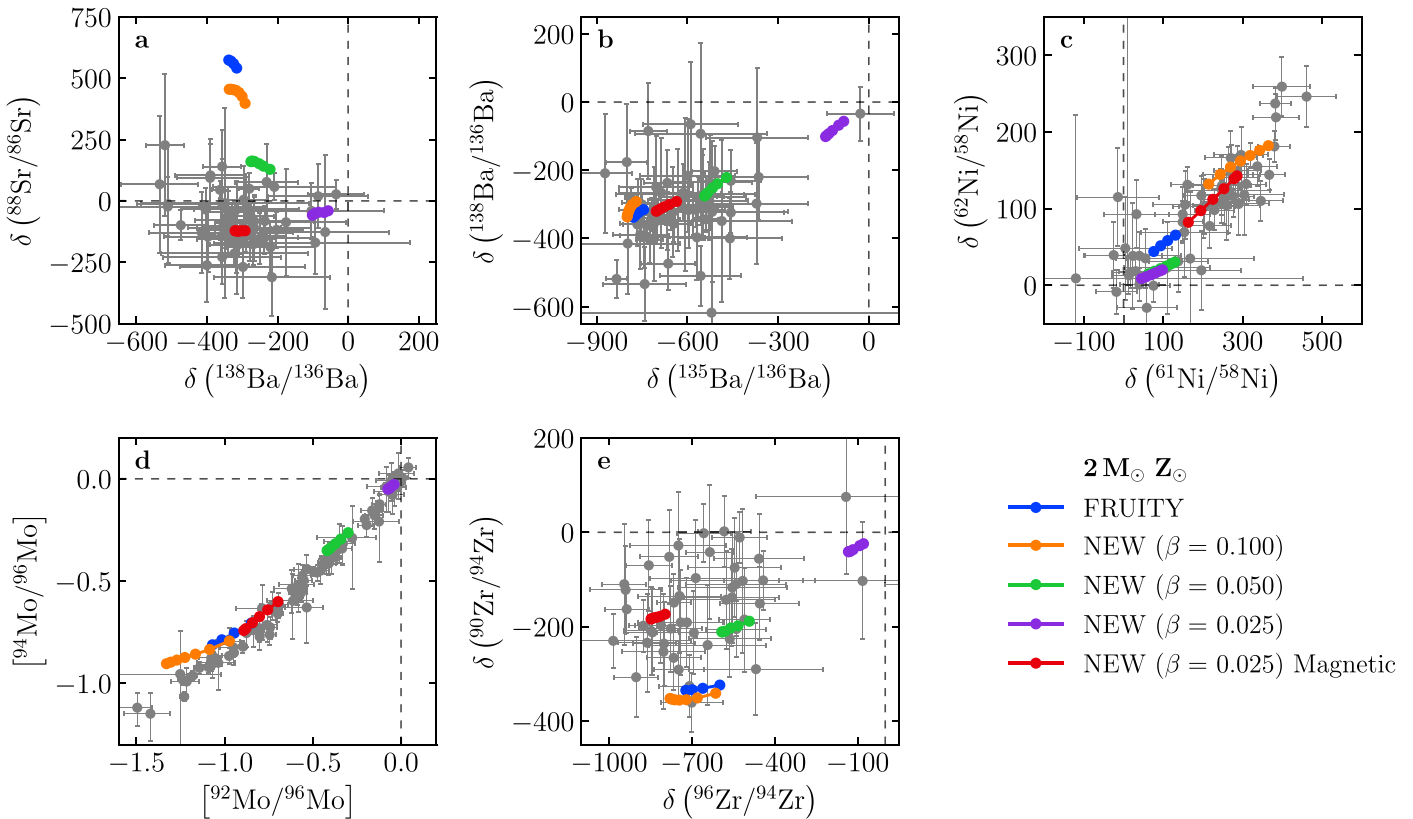 a
750
500
250
0
−250
−500
δ (⁸⁸Sr/⁸⁶Sr)
−600 −400 −200 0 200
δ (¹³⁸Ba/¹³⁶Ba)
b
200
0
−200
−400
−600
δ (¹³⁸Ba/¹³⁶Ba)
−900 −600 −300 0
δ (¹³⁵Ba/¹³⁶Ba)
c
300
200
100
0
δ (⁶²Ni/⁵⁸Ni)
−100 100 300 500
δ (⁶¹Ni/⁵⁸Ni)
d
0.0
−0.5
−1.0
[⁹⁴Mo/⁹⁶Mo]
−1.5 −1.0 −0.5 0.0
[⁹²Mo/⁹⁶Mo]
e
200
0
−200
−400
δ (⁹⁰Zr/⁹⁴Zr)
−1000 −700 −400 −100
δ (⁹⁶Zr/⁹⁴Zr)
2 M⊙ Z⊙
FRUITY
NEW (β = 0.100)
NEW (β = 0.050)
NEW (β = 0.025)
NEW (β = 0.025) Magnetic